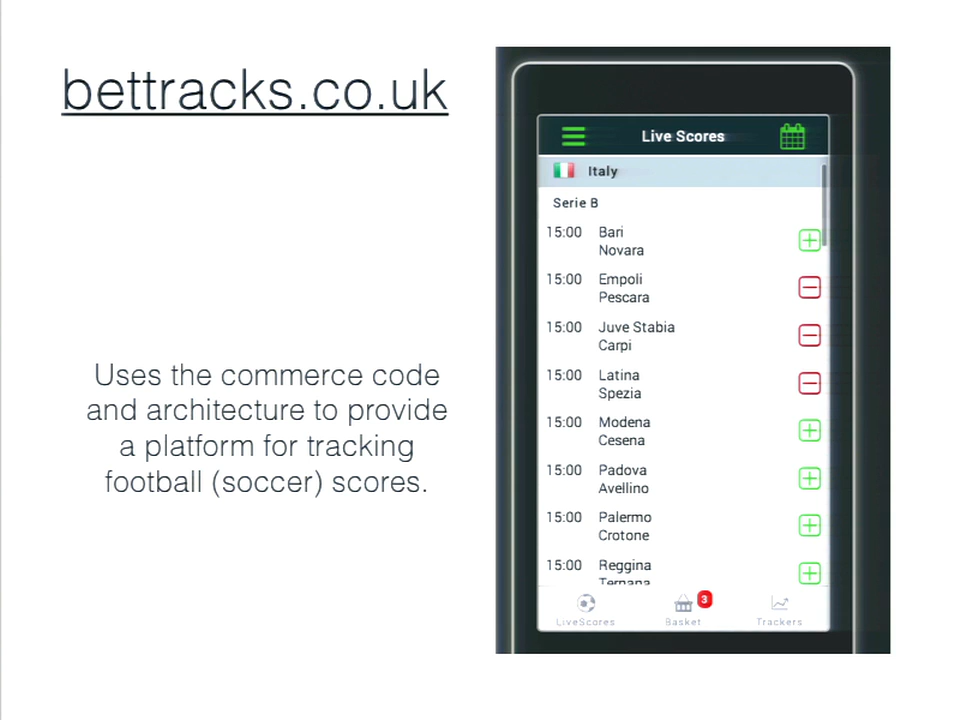 bettracks.co.uk
Uses the commerce code
and architecture to provide
a platform for tracking
football (soccer) scores.
Live Scores
Italy
Serie B
15:00 Bari
Novara
15:00 Empoli
Pescara
15:00 Juve Stabia
Carpi
15:00 Latina
Spezia
15:00 Modena
Cesena
15:00 Padova
Avellino
15:00 Palermo
Crotone
15:00 Reggina
Ternana
3
LiveScores Basket Trackers